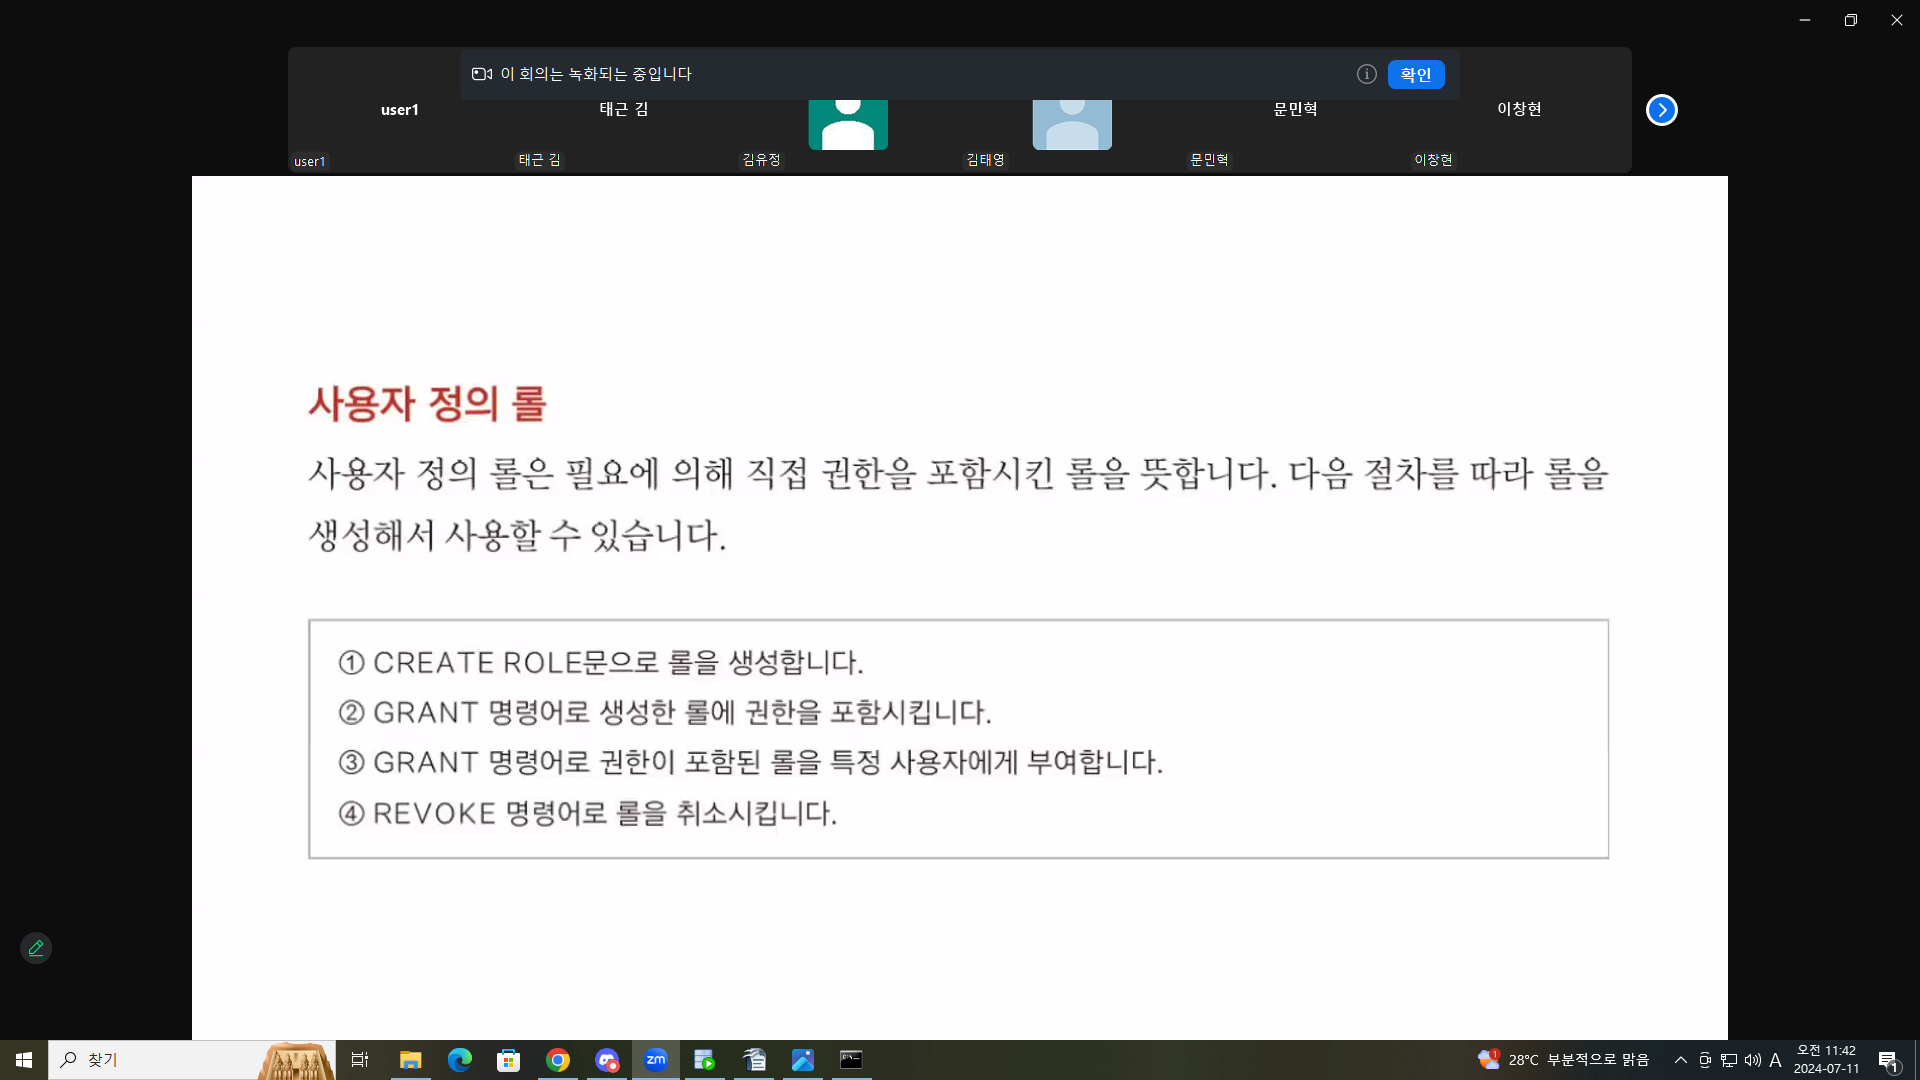 이 회의는 녹화되는 중입니다
확인
user1
태근 김
문민혁
이창현
user1
태근 김
김유정
김태영
문민혁
이창현
사용자 정의 롤
사용자 정의 롤은 필요에 의해 직접 권한을 포함시킨 롤을 뜻합니다. 다음 절차를 따라 롤을
생성해서 사용할 수 있습니다.
① CREATE ROLE문으로 롤을 생성합니다.
② GRANT 명령어로 생성한 롤에 권한을 포함시킵니다.
③ GRANT 명령어로 권한이 포함된 롤을 특정 사용자에게 부여합니다.
④ REVOKE 명령어로 롤을 취소시킵니다.
찾기
zm
1
28°C 부분적으로 맑음
A
오전 11:42
2024-07-11
1